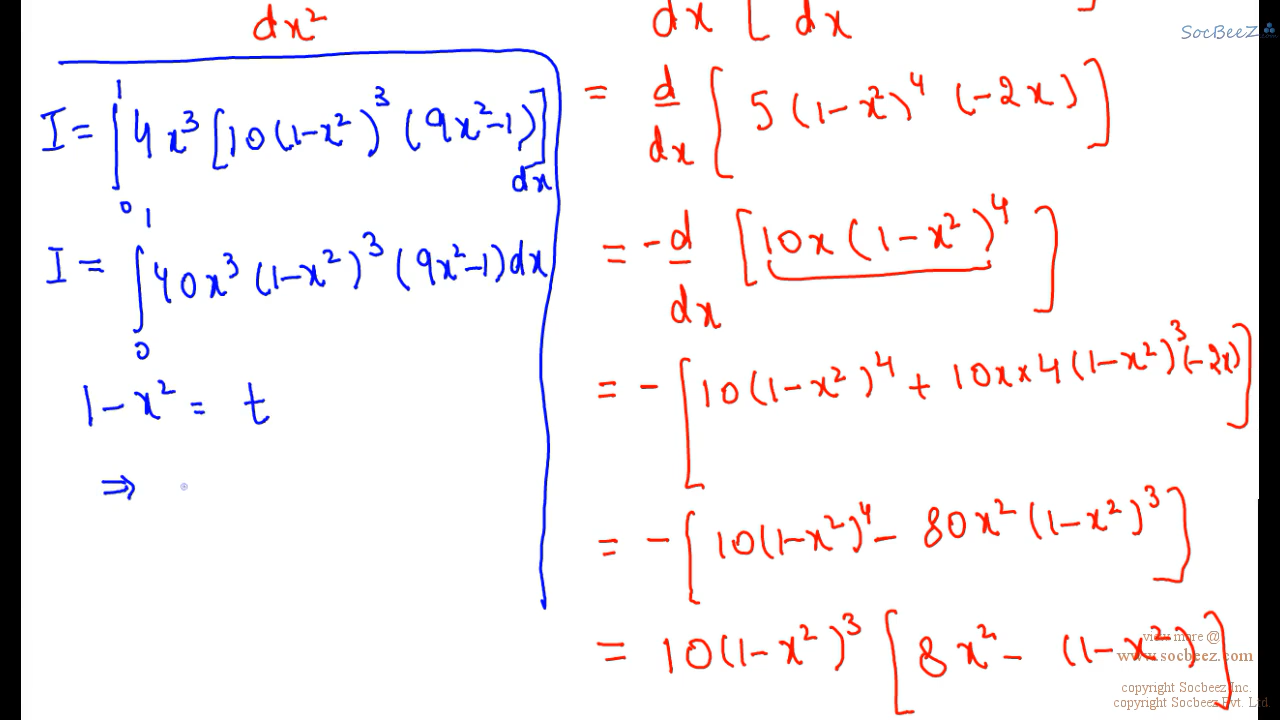 dx²
I = ∫₀¹ 4x³ [10(1-x²)³ (9x²-1)] dx
I = ∫₀¹ 40x³ (1-x²)³ (9x²-1) dx
1-x² = t
⇒
dx [ dx ]
= d/dx [ 5(1-x²)⁴ (-2x) ]
= -d/dx [ 10x(1-x²)⁴ ]
= - [ 10(1-x²)⁴ + 10x×4(1-x²)³(-2x) ]
= - [ 10(1-x²)⁴ - 80x²(1-x²)³ ]
= 10(1-x²)³ [ 8x² - (1-x²) ]
SocBeeZ
view more @
www.socbeez.com
copyright Socbeez Inc.
copyright Socbeez Pvt. Ltd.